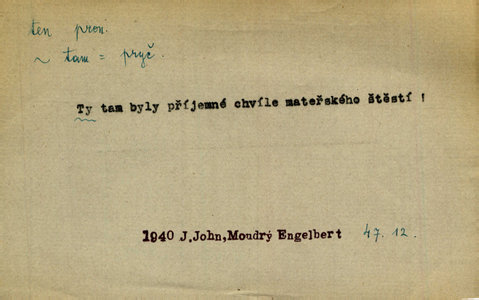 ten pron.
~ tam = pryč.
Ty tam byly příjemné chvíle mateřského štěstí !
1940 J.John,Moudrý Engelbert 47.12.